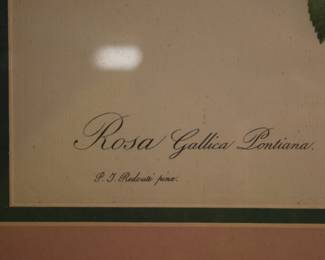 Rosa Gallica Pontiana.
P. J. Redouté pinx.